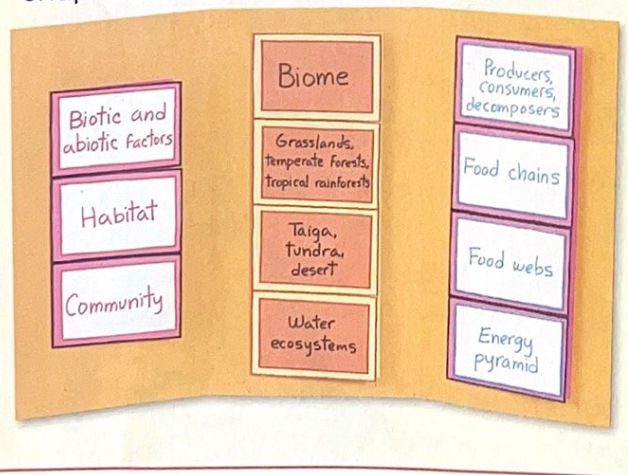 Biotic and
abiotic factors
Habitat
Community
Biome
Grasslands,
temperate forests,
tropical rainforests
Taiga,
tundra,
desert
Water
ecosystems
Producers,
consumers,
decomposers
Food chains
Food webs
Energy
pyramid